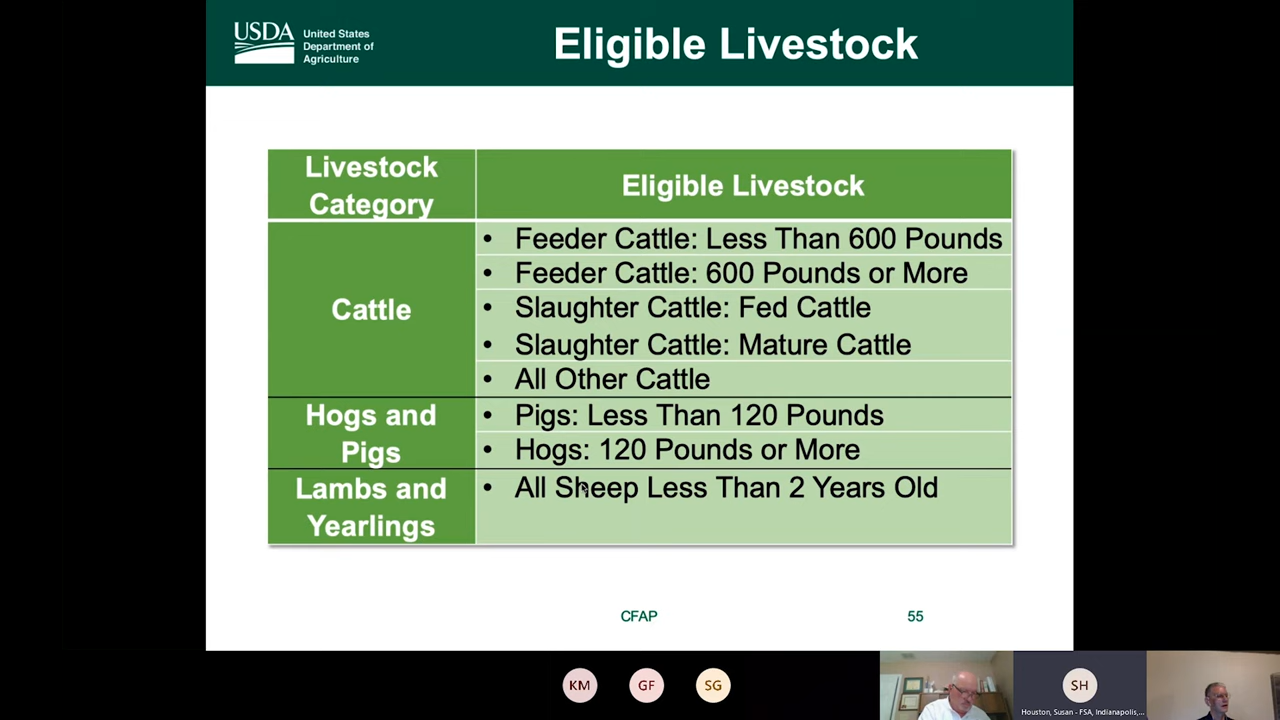 USDA
United States
Department of
Agriculture
Eligible Livestock
Livestock
Category
Eligible Livestock
Cattle
• Feeder Cattle: Less Than 600 Pounds
• Feeder Cattle: 600 Pounds or More
• Slaughter Cattle: Fed Cattle
• Slaughter Cattle: Mature Cattle
• All Other Cattle
Hogs and
Pigs
• Pigs: Less Than 120 Pounds
• Hogs: 120 Pounds or More
Lambs and
Yearlings
• All Sheep Less Than 2 Years Old
CFAP
55
KM
GF
SG
SH
Houston, Susan - FSA, Indianapolis,...